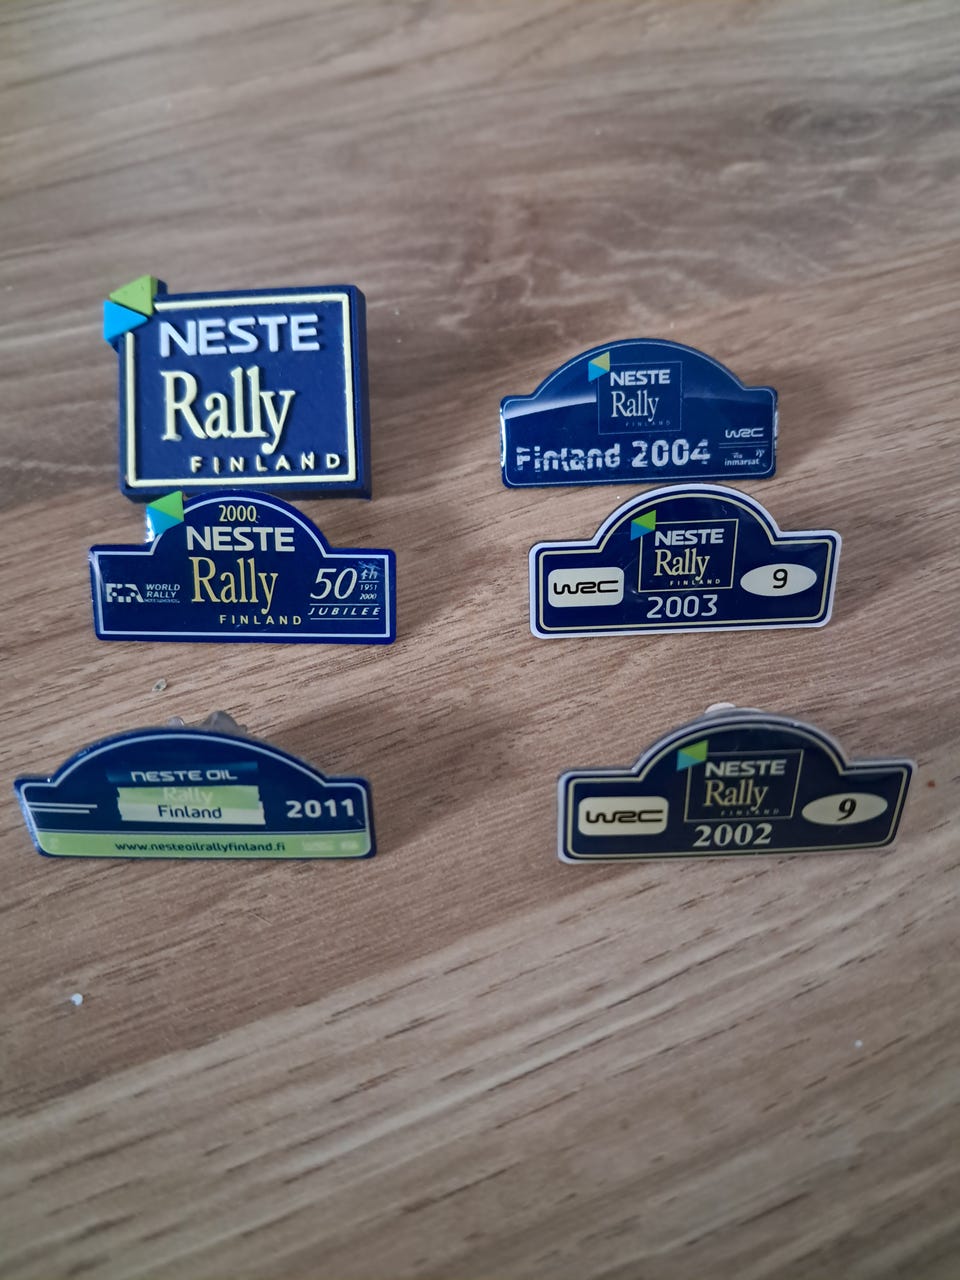 NESTE
Rally
FINLAND
NESTE
Rally
FINLAND
Finland 2004
WRC
via
inmarsat
2000
NESTE
Rally
FINLAND
FIA
WORLD
RALLY
50th
1951
2000
JUBILEE
NESTE
Rally
FINLAND
WRC
9
2003
NESTE OIL
Rally
Finland
2011
www.nesteoilrallyfinland.fi
NESTE
Rally
FINLAND
WRC
9
2002